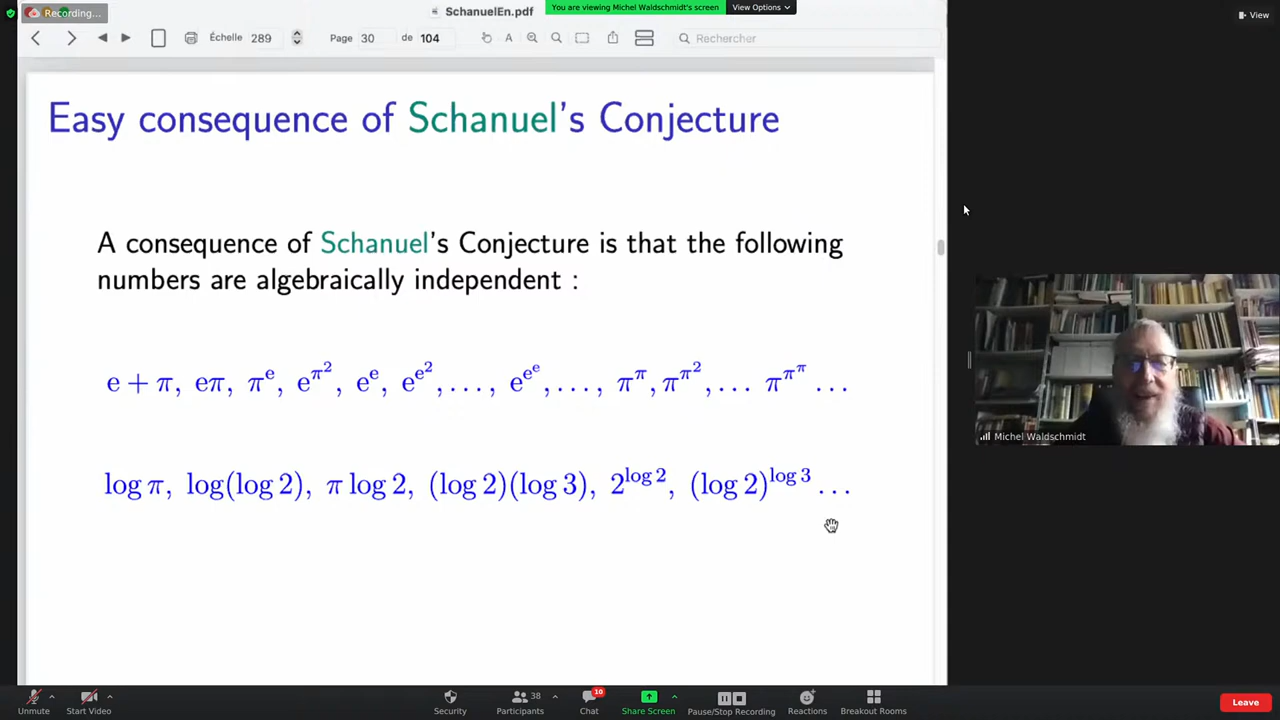 Recording...
SchanuelEn.pdf
You are viewing Michel Waldschmidt's screen
View Options
View
Échelle 289
Page 30 de 104
A
Rechercher
Easy consequence of Schanuel's Conjecture
A consequence of Schanuel's Conjecture is that the following
numbers are algebraically independent :
e + π, eπ, π^e, e^{π^2}, e^e, e^{e^2}, ..., e^{e^e}, ..., π^π, π^{π^2}, ... π^{π^π} ...
log π, log(log 2), π log 2, (log 2)(log 3), 2^{log 2}, (log 2)^{log 3} ...
Michel Waldschmidt
Unmute
Start Video
Security
Participants 38
Chat 10
Share Screen
Pause/Stop Recording
Reactions
Breakout Rooms
Leave